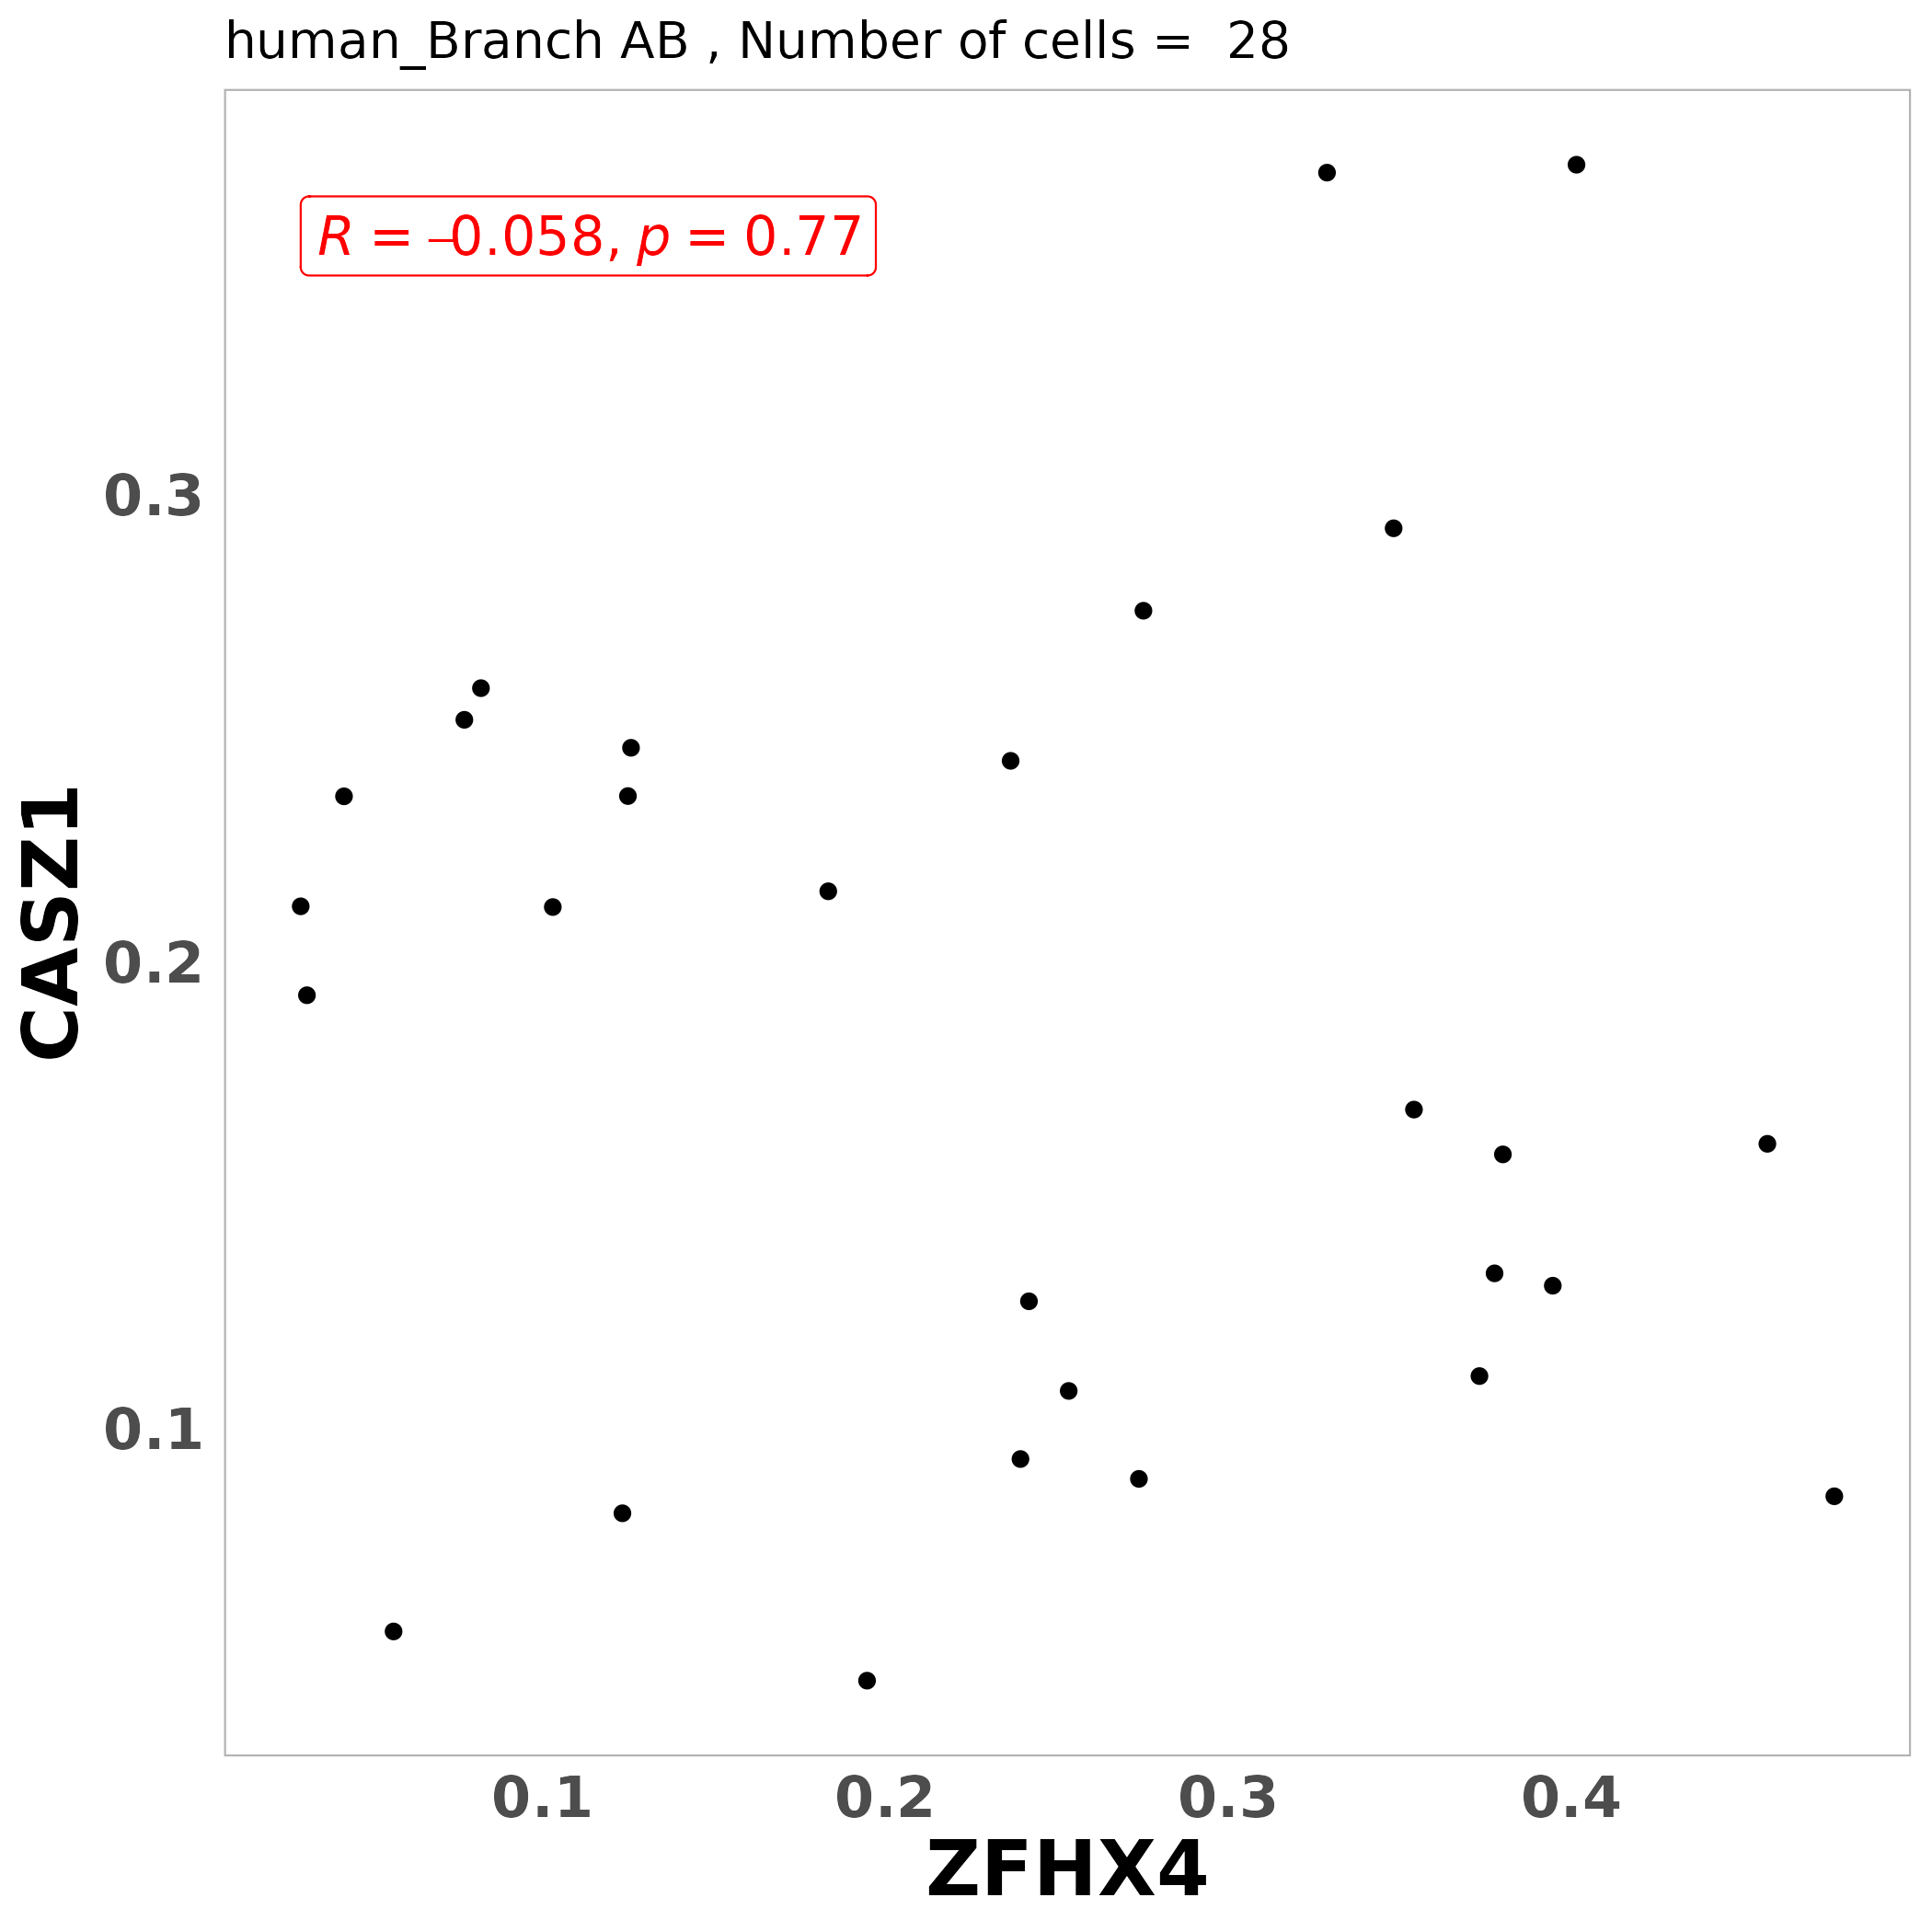 human_Branch AB , Number of cells =  28
R = –0.058, p = 0.77
0.3
0.2
0.1
CASZ1
0.1 0.2 0.3 0.4
ZFHX4